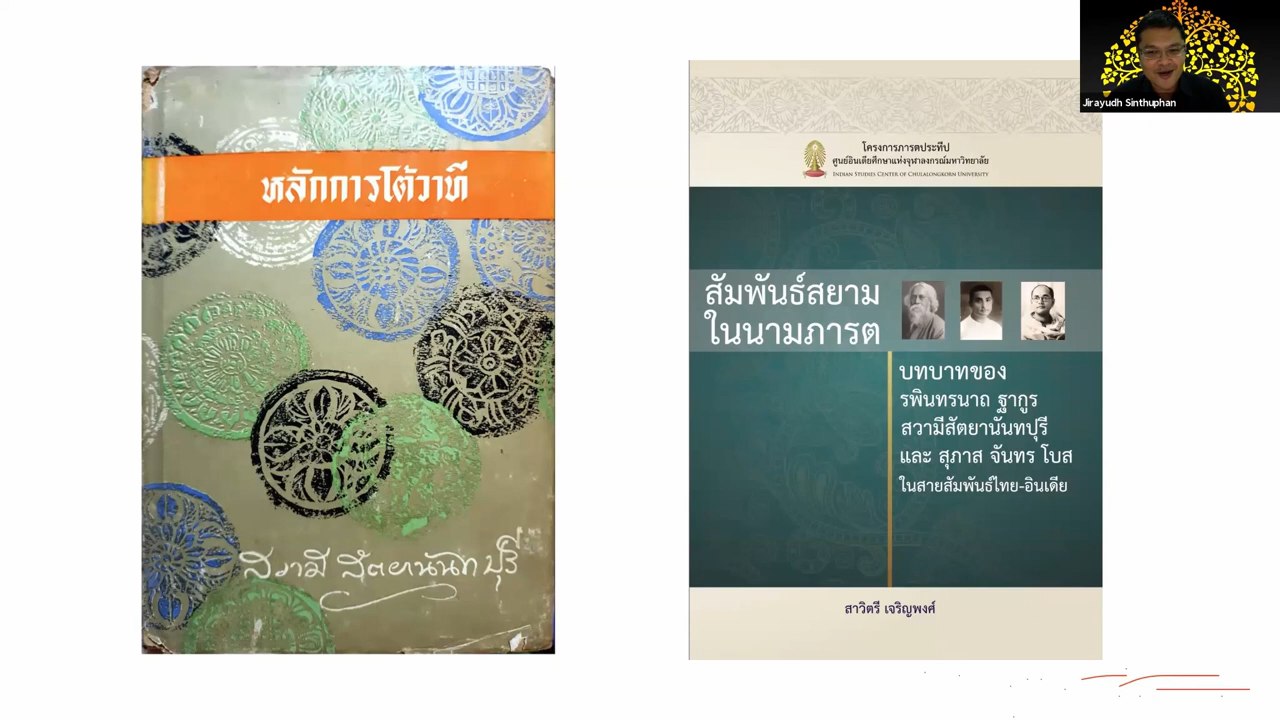 หลักการโต้วาที
สวามี สัตยานันท ปุรี
โครงการภารตประทีป
ศูนย์อินเดียศึกษาแห่งจุฬาลงกรณ์มหาวิทยาลัย
INDIAN STUDIES CENTER OF CHULALONGKORN UNIVERSITY
สัมพันธ์สยาม
ในนามภารต
บทบาทของ
รพินทรนาถ ฐากูร
สวามีสัตยานันทปุรี
และ สุภาส จันทร โบส
ในสายสัมพันธ์ไทย-อินเดีย
สาวิตรี เจริญพงศ์
Jirayudh Sinthuphan